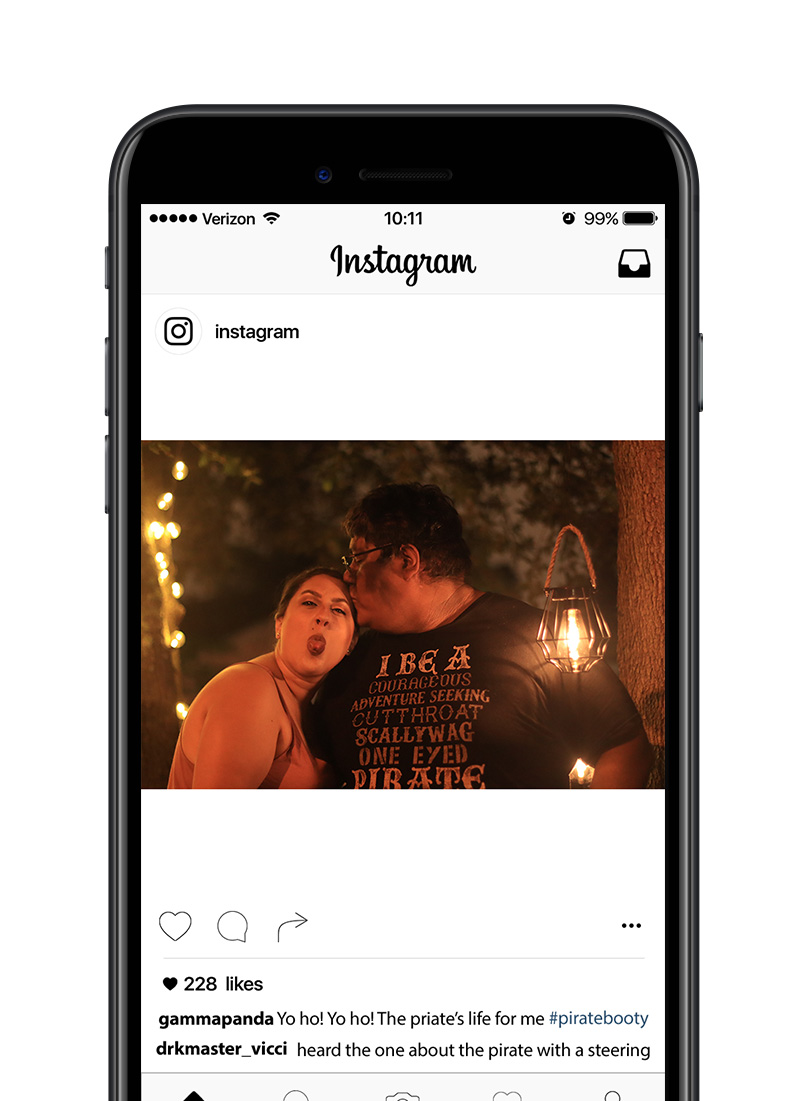 Verizon 10:11 99%
Instagram
instagram
I BE A
COURAGEOUS
ADVENTURE SEEKING
CUTTHROAT
SCALLYWAG
ONE EYED
PIRATE
228 likes
gammapanda Yo ho! Yo ho! The priate's life for me #piratebooty
drkmaster_vicci heard the one about the pirate with a steering